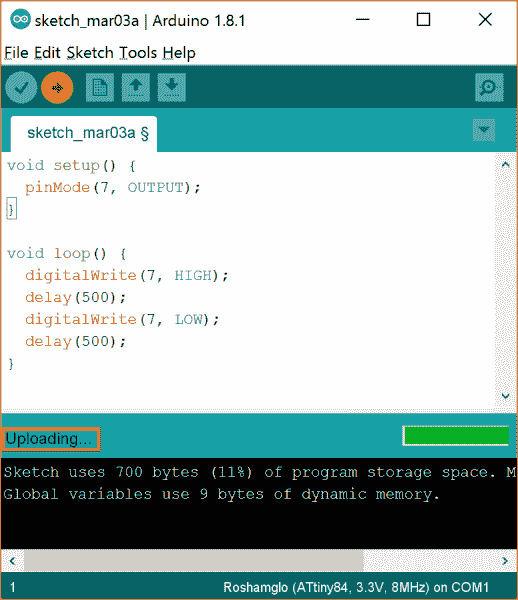 sketch_mar03a | Arduino 1.8.1
File Edit Sketch Tools Help
sketch_mar03a §
void setup() {
  pinMode(7, OUTPUT);
}
void loop() {
  digitalWrite(7, HIGH);
  delay(500);
  digitalWrite(7, LOW);
  delay(500);
}
Uploading...
Sketch uses 700 bytes (11%) of program storage space. M
Global variables use 9 bytes of dynamic memory.
1 Roshamglo (ATtiny84, 3.3V, 8MHz) on COM1